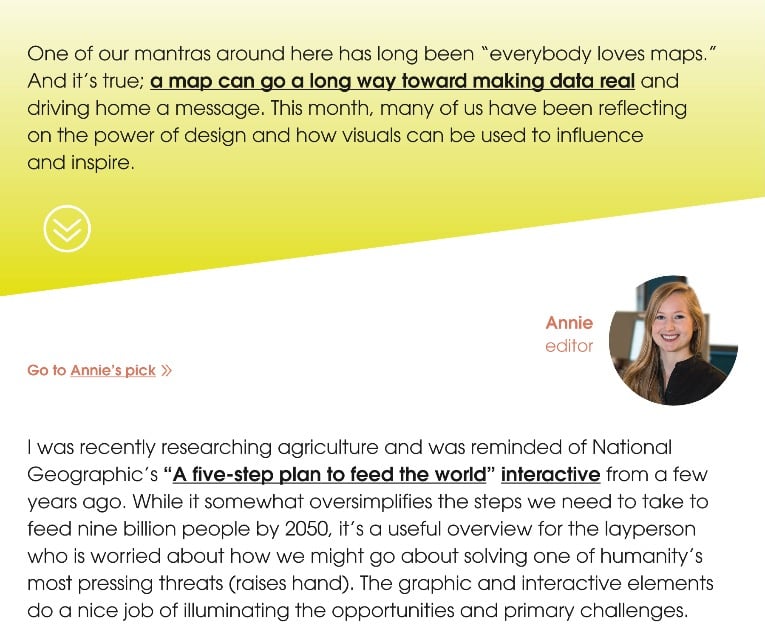 One of our mantras around here has long been “everybody loves maps.”
And it’s true; a map can go a long way toward making data real and
driving home a message. This month, many of us have been reflecting
on the power of design and how visuals can be used to influence
and inspire.
Annie
editor
Go to Annie’s pick »
I was recently researching agriculture and was reminded of National
Geographic’s “A five-step plan to feed the world” interactive from a few
years ago. While it somewhat oversimplifies the steps we need to take to
feed nine billion people by 2050, it’s a useful overview for the layperson
who is worried about how we might go about solving one of humanity’s
most pressing threats (raises hand). The graphic and interactive elements
do a nice job of illuminating the opportunities and primary challenges.